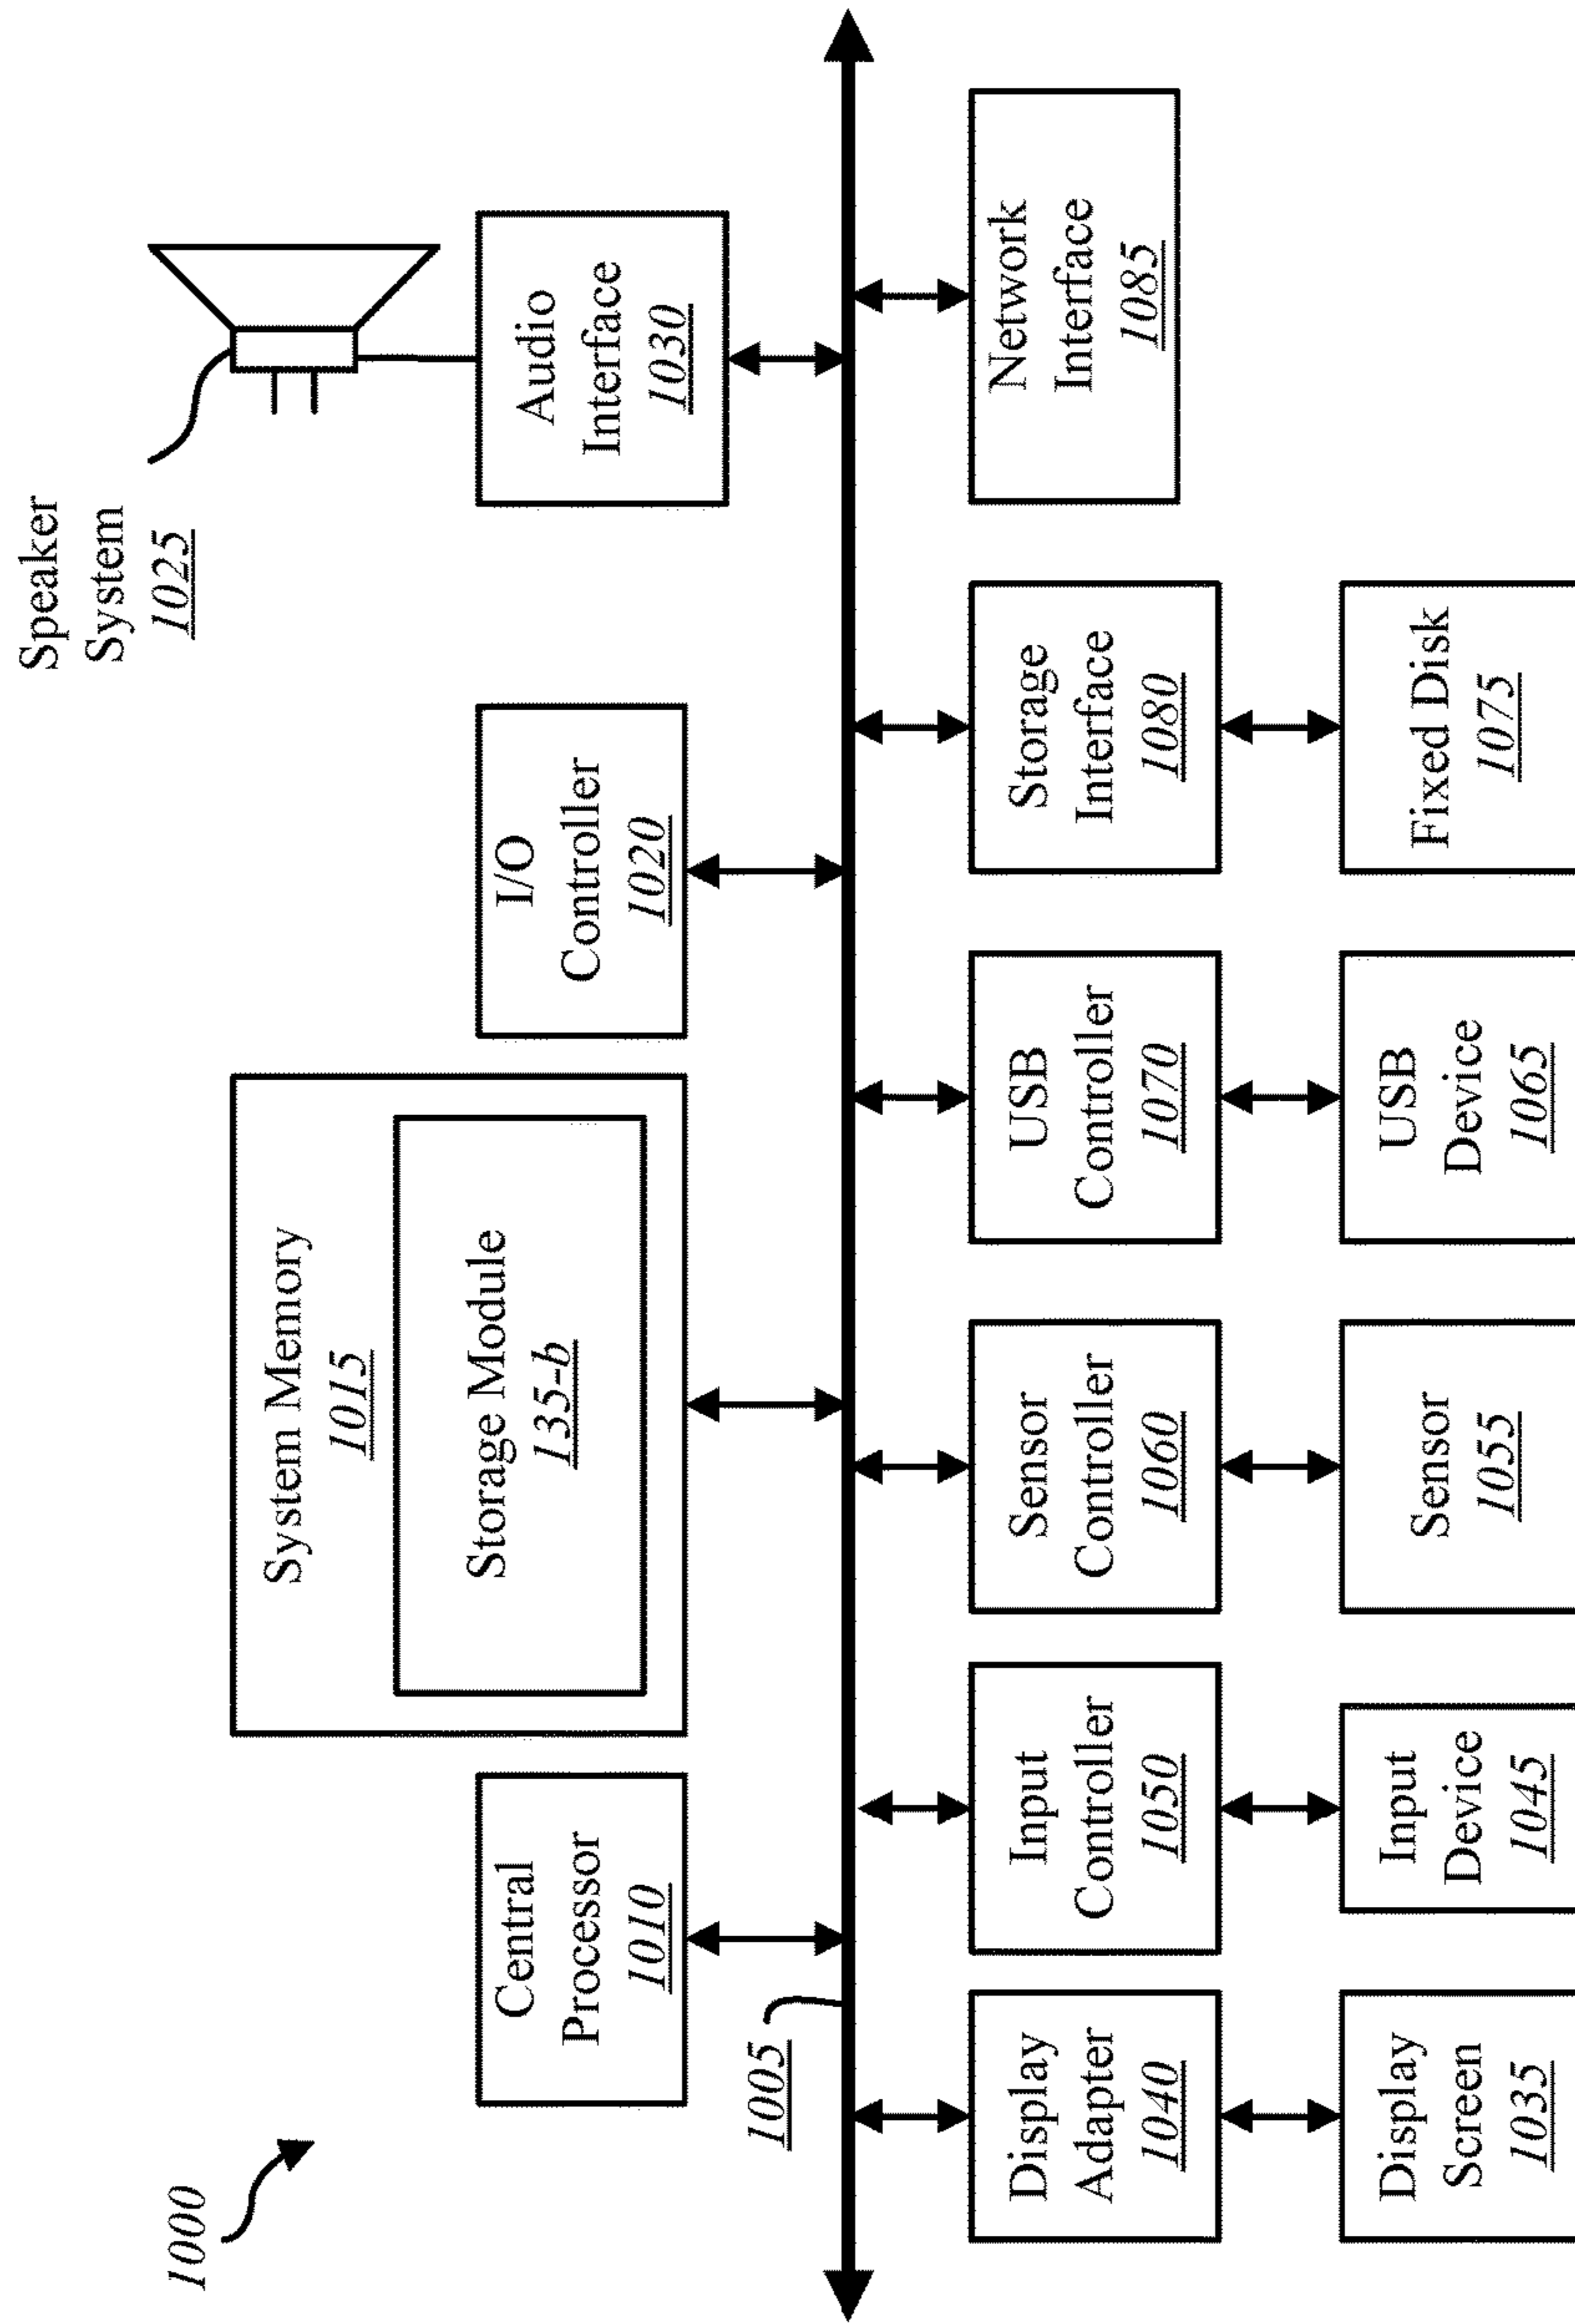 1000
Speaker
System
1025
System Memory
1015
Storage Module
135-b
Central
Processor
1010
I/O
Controller
1020
Audio
Interface
1030
1005
Display
Adapter
1040
Input
Controller
1050
Sensor
Controller
1060
USB
Controller
1070
Storage
Interface
1080
Network
Interface
1085
Display
Screen
1035
Input
Device
1045
Sensor
1055
USB
Device
1065
Fixed Disk
1075